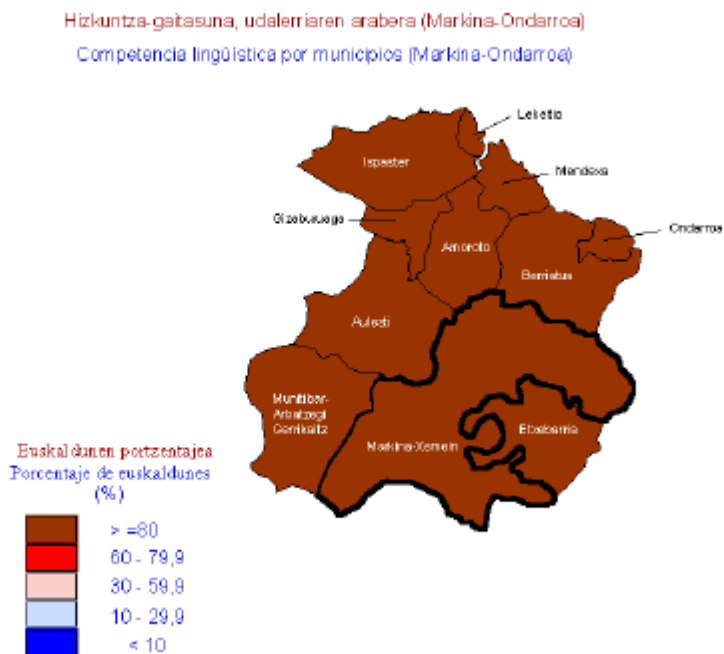 Hizkuntza-gaitasuna, udalerriaren arabera (Markina-Ondarroa)
Competencia lingüística por municipios (Markina-Ondarroa)
Lekeitio
Ispaster
Mendexa
Gizaburuaga
Ondarroa
Amoroto
Berriatua
Aulesti
Munitibar-
Arbatzegi
Gerrikaitz
Etxebarria
Markina-Xemein
Euskaldunen portzentajea
Porcentaje de euskaldunes
(%)
> =80
60 - 79,9
30 - 59,9
10 - 29,9
< 10